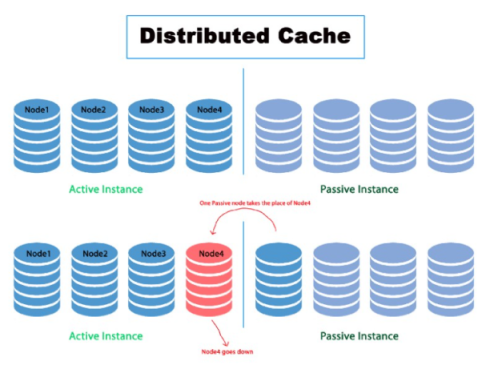 Distributed Cache
Node1 Node2 Node3 Node4
Active Instance Passive Instance
One Passive node takes the place of Node4
Node1 Node2 Node3 Node4
Active Instance Passive Instance
Node4 goes down